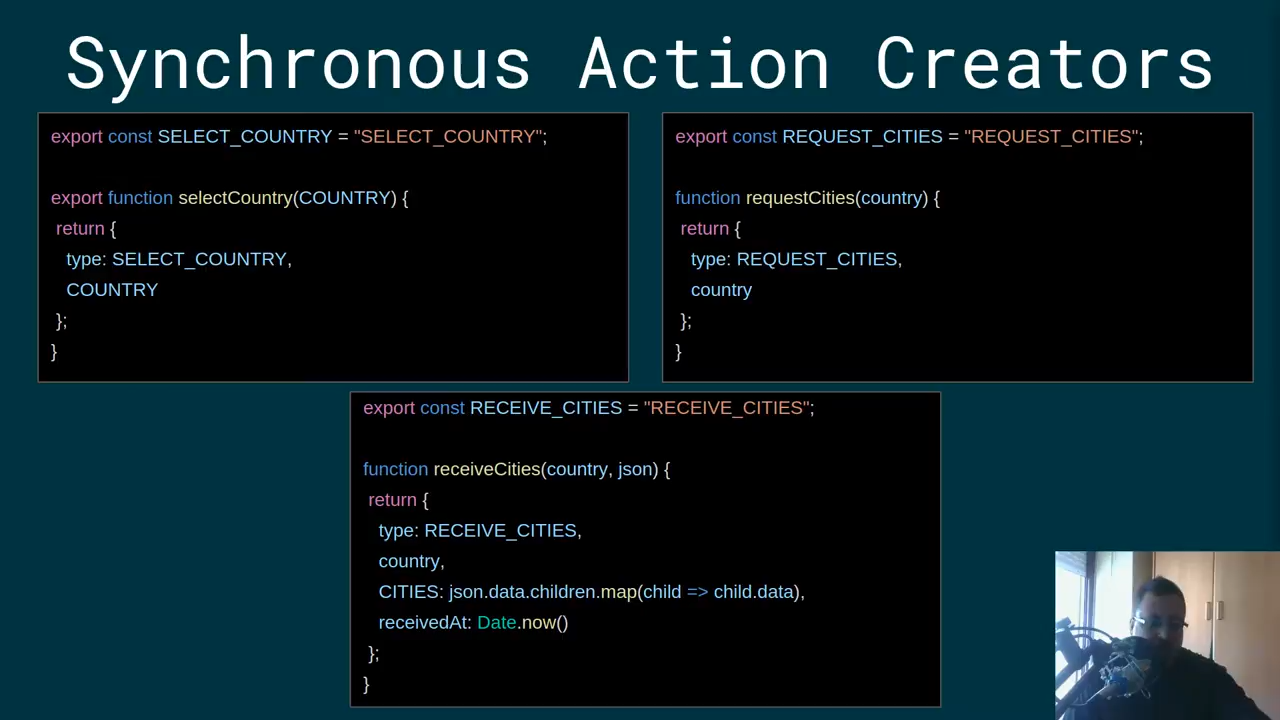 Synchronous Action Creators
export const SELECT_COUNTRY = "SELECT_COUNTRY";
export function selectCountry(COUNTRY) {
return {
type: SELECT_COUNTRY,
COUNTRY
};
}
export const REQUEST_CITIES = "REQUEST_CITIES";
function requestCities(country) {
return {
type: REQUEST_CITIES,
country
};
}
export const RECEIVE_CITIES = "RECEIVE_CITIES";
function receiveCities(country, json) {
return {
type: RECEIVE_CITIES,
country,
CITIES: json.data.children.map(child => child.data),
receivedAt: Date.now()
};
}